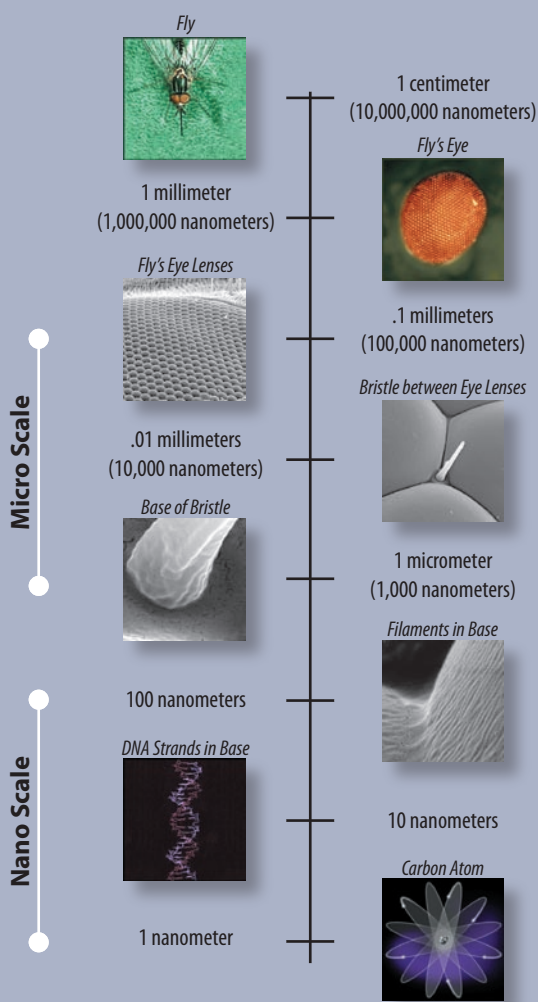 Fly
1 centimeter
(10,000,000 nanometers)
Fly's Eye
1 millimeter
(1,000,000 nanometers)
Fly's Eye Lenses
.1 millimeters
(100,000 nanometers)
Micro Scale
Bristle between Eye Lenses
.01 millimeters
(10,000 nanometers)
Base of Bristle
1 micrometer
(1,000 nanometers)
Filaments in Base
100 nanometers
Nano Scale
DNA Strands in Base
10 nanometers
Carbon Atom
1 nanometer